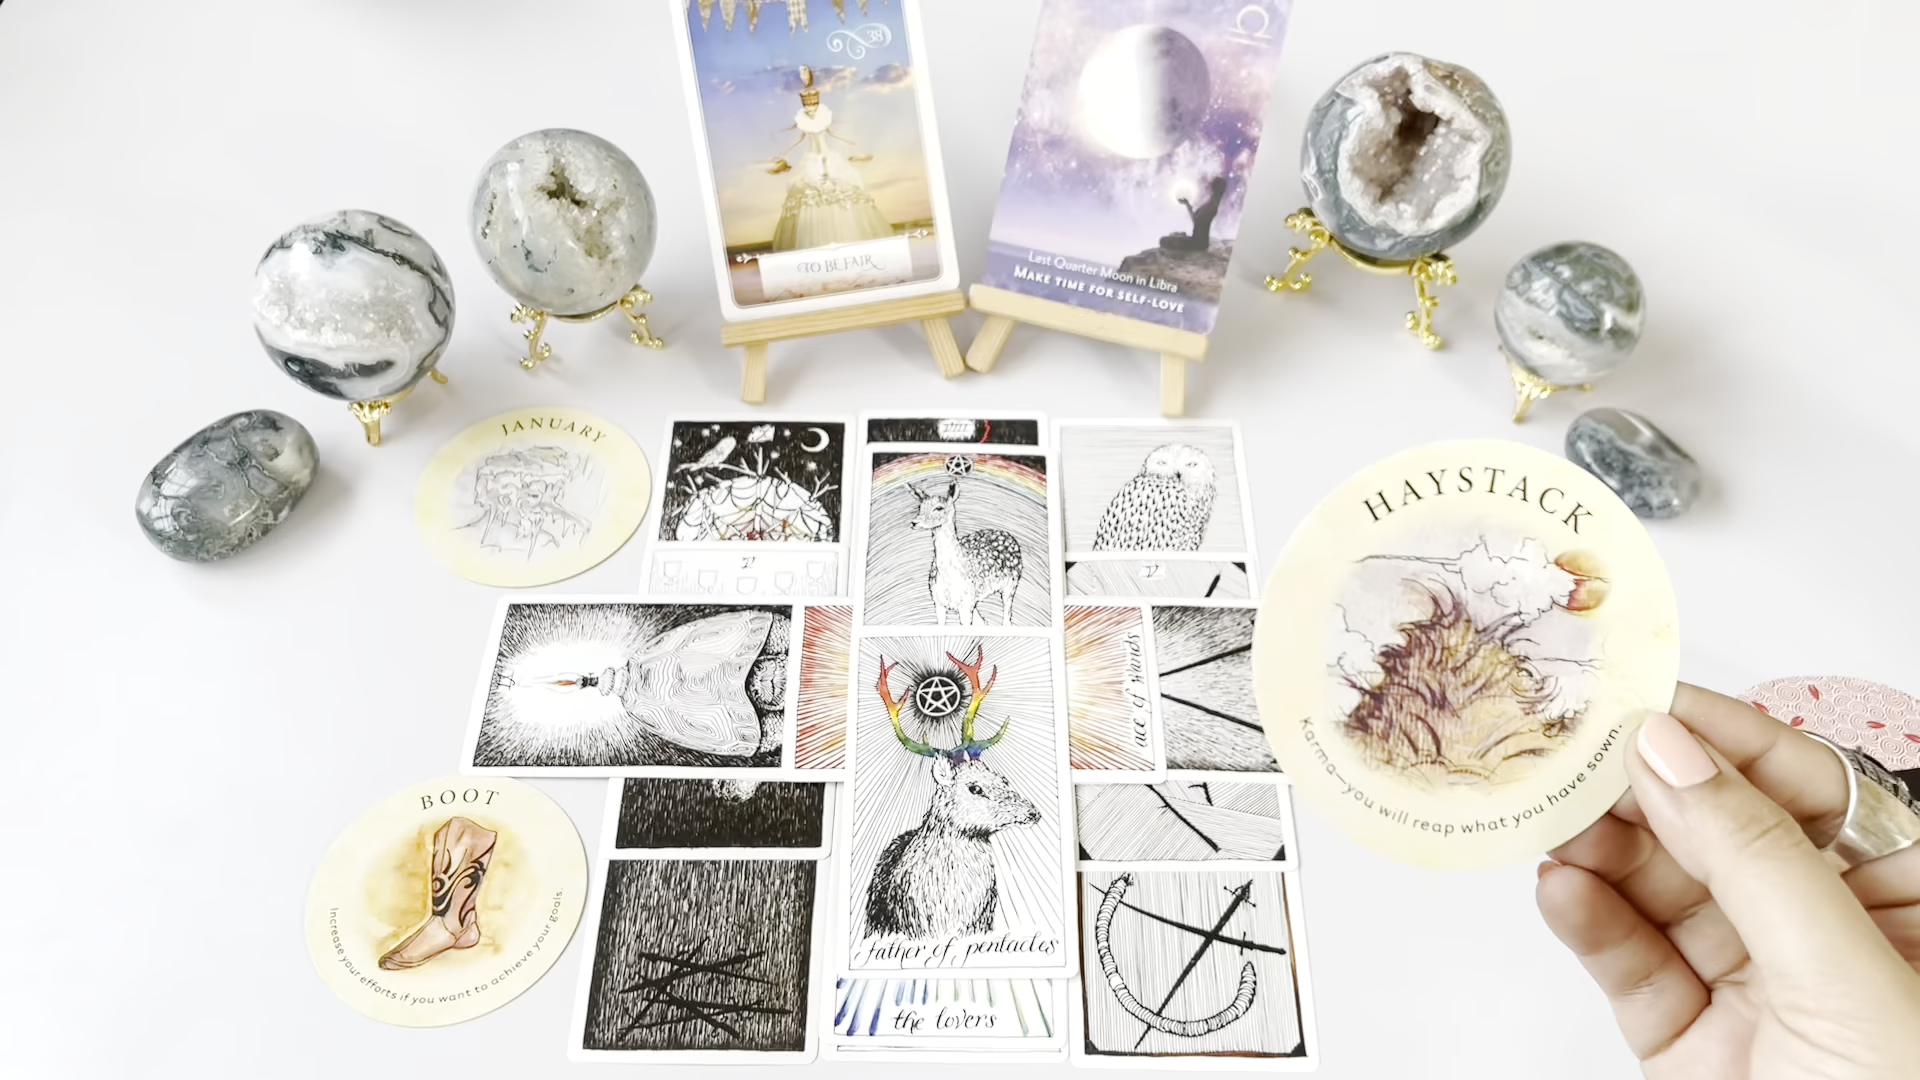 38
TO BE FAIR
Last Quarter Moon in Libra
MAKE TIME FOR SELF-LOVE
JANUARY
VIII
V
V
HAYSTACK
Karma—you will reap what you have sown.
ace of wands
BOOT
Increase your efforts if you want to achieve your goals.
father of pentacles
the lovers